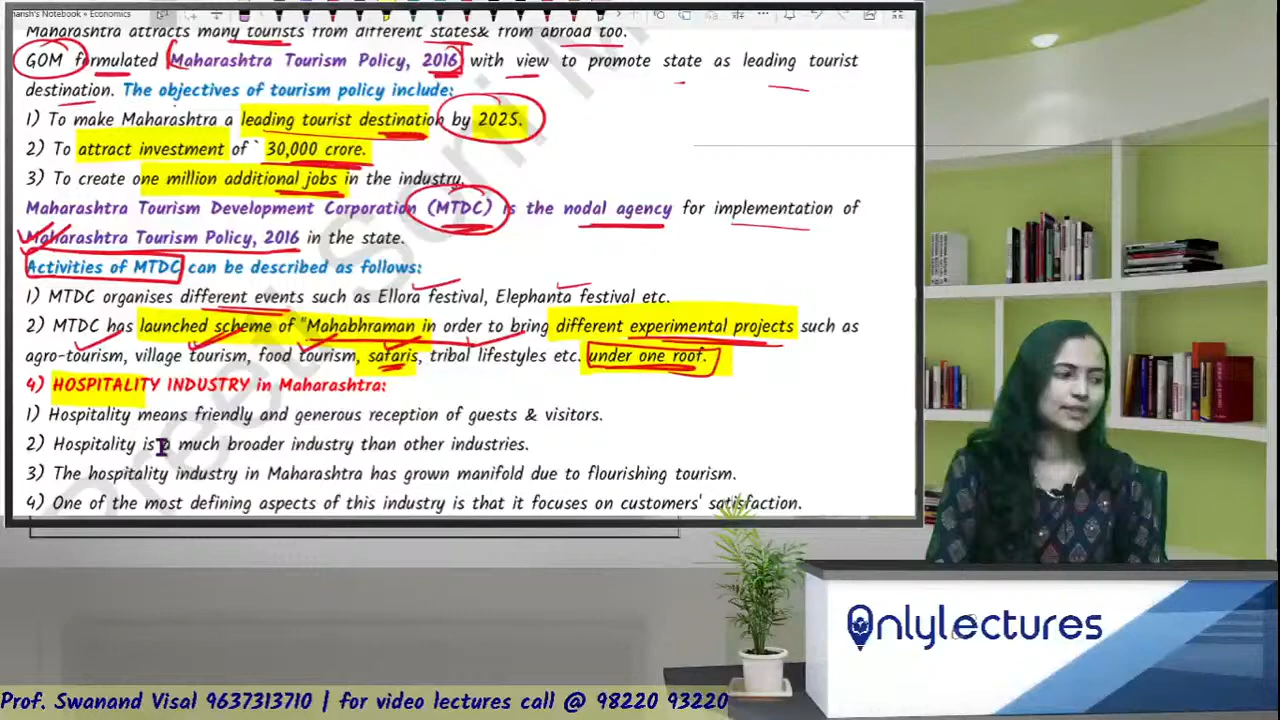 harish's Notebook » Economics
Maharashtra attracts many tourists from different states& from abroad too.
GOM formulated Maharashtra Tourism Policy, 2016 with view to promote state as leading tourist
destination. The objectives of tourism policy include:
1) To make Maharashtra a leading tourist destination by 2025.
2) To attract investment of ` 30,000 crore.
3) To create one million additional jobs in the industry.
Maharashtra Tourism Development Corporation (MTDC) is the nodal agency for implementation of
Maharashtra Tourism Policy, 2016 in the state.
Activities of MTDC can be described as follows:
1) MTDC organises different events such as Ellora festival, Elephanta festival etc.
2) MTDC has launched scheme of "Mahabhraman in order to bring different experimental projects such as
agro-tourism, village tourism, food tourism, safaris, tribal lifestyles etc. under one roof.
4) HOSPITALITY INDUSTRY in Maharashtra:
1) Hospitality means friendly and generous reception of guests & visitors.
2) Hospitality is a much broader industry than other industries.
3) The hospitality industry in Maharashtra has grown manifold due to flourishing tourism.
4) One of the most defining aspects of this industry is that it focuses on customers' satisfaction.
Onlylectures
Prof. Swanand Visal 9637313710 | for video lectures call @ 98220 93220